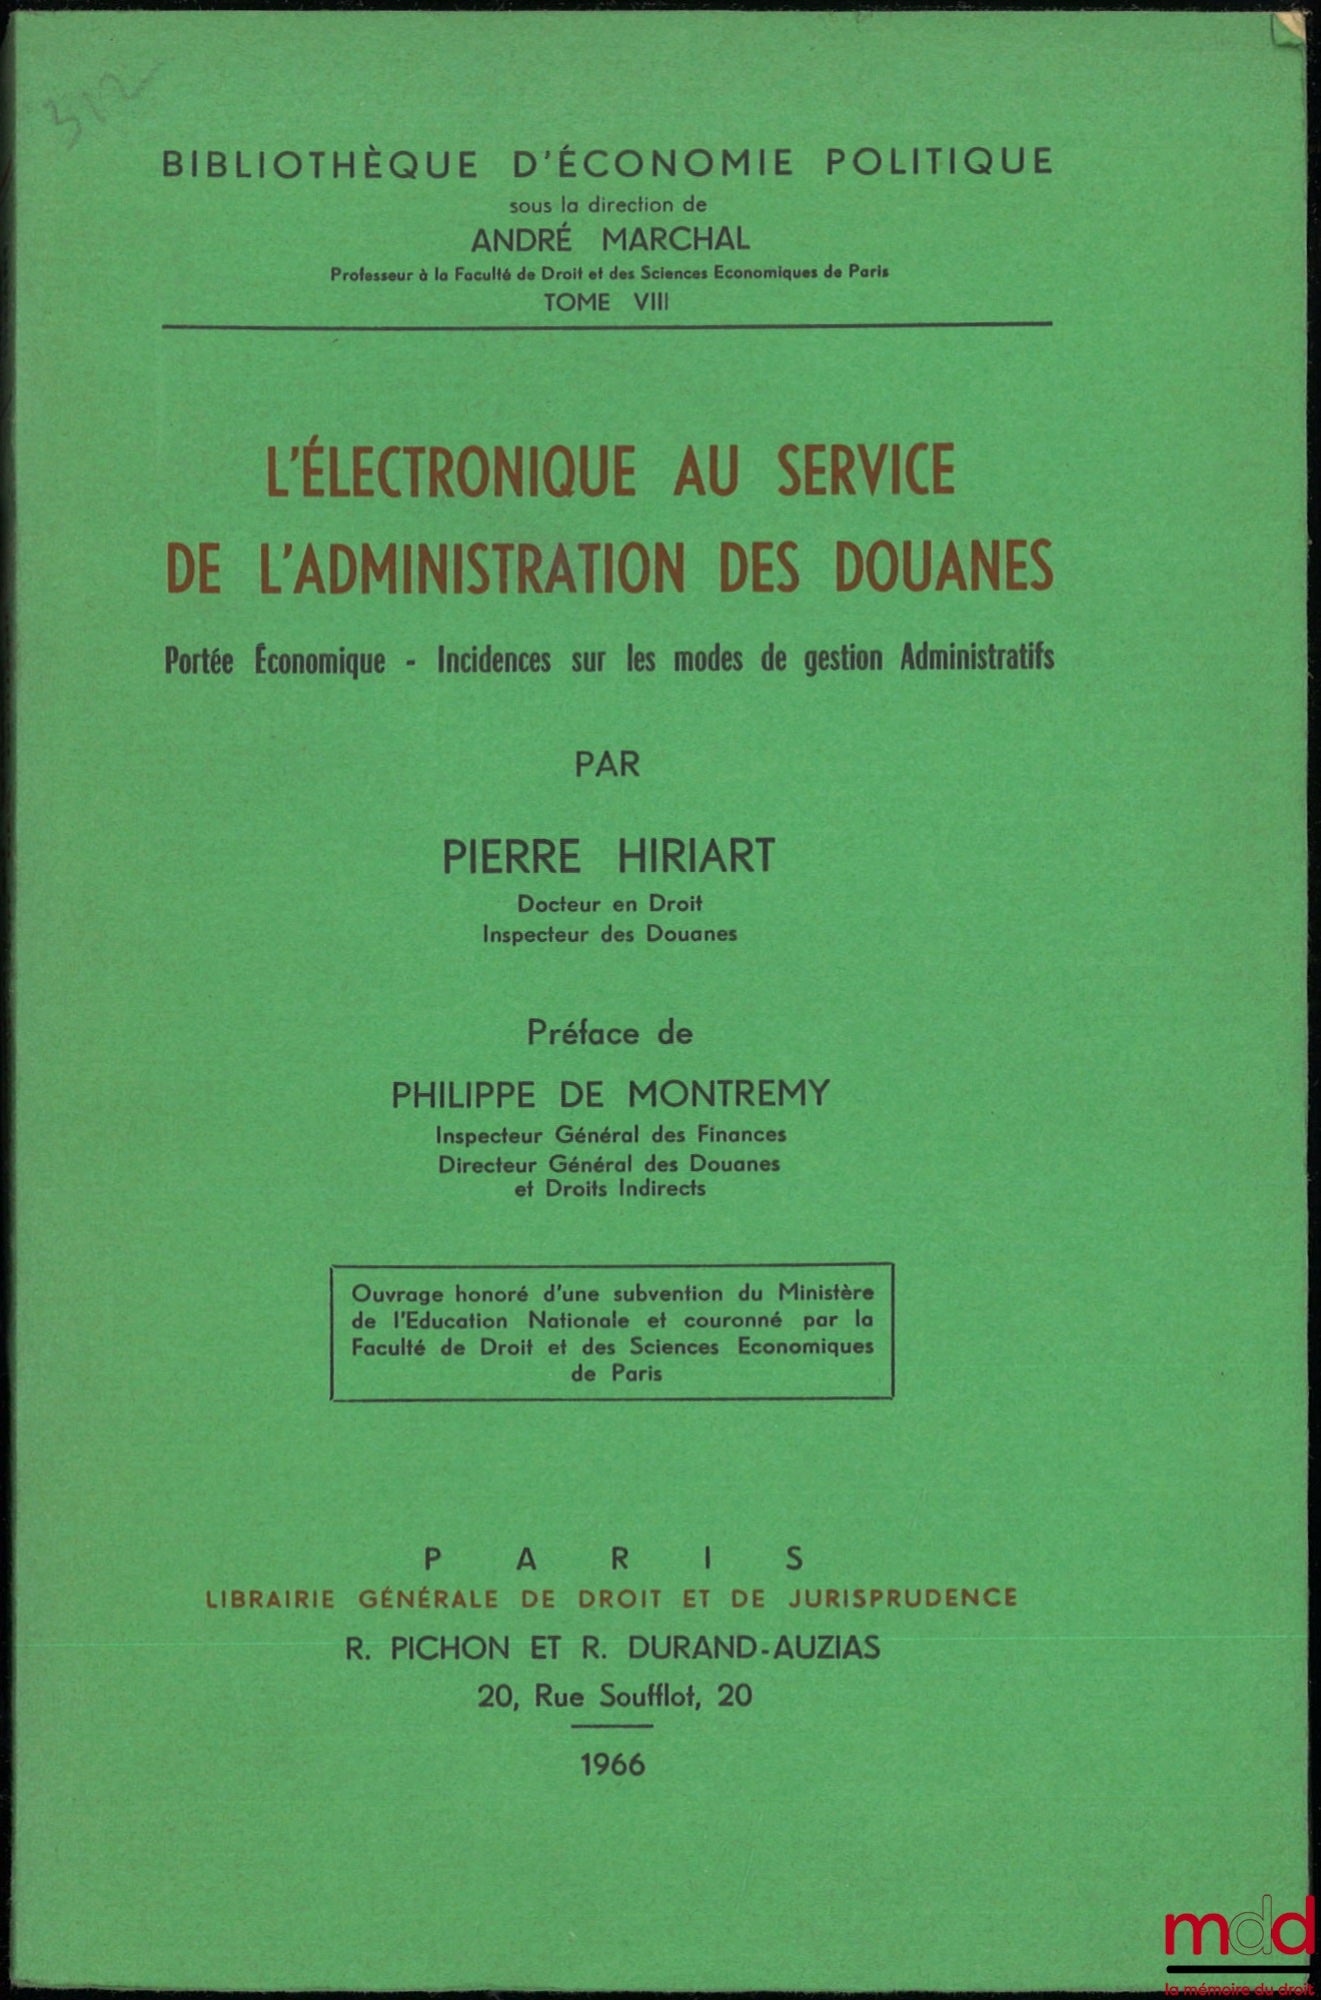 312
BIBLIOTHÈQUE D'ÉCONOMIE POLITIQUE
sous la direction de
ANDRÉ MARCHAL
Professeur à la Faculté de Droit et des Sciences Economiques de Paris
TOME VIII
L'ÉLECTRONIQUE AU SERVICE
DE L'ADMINISTRATION DES DOUANES
Portée Économique - Incidences sur les modes de gestion Administratifs
PAR
PIERRE HIRIART
Docteur en Droit
Inspecteur des Douanes
Préface de
PHILIPPE DE MONTREMY
Inspecteur Général des Finances
Directeur Général des Douanes
et Droits Indirects
Ouvrage honoré d'une subvention du Ministère
de l'Education Nationale et couronné par la
Faculté de Droit et des Sciences Economiques
de Paris
PARIS
LIBRAIRIE GÉNÉRALE DE DROIT ET DE JURISPRUDENCE
R. PICHON ET R. DURAND-AUZIAS
20, Rue Soufflot, 20
1966
mdd
la mémoire du droit